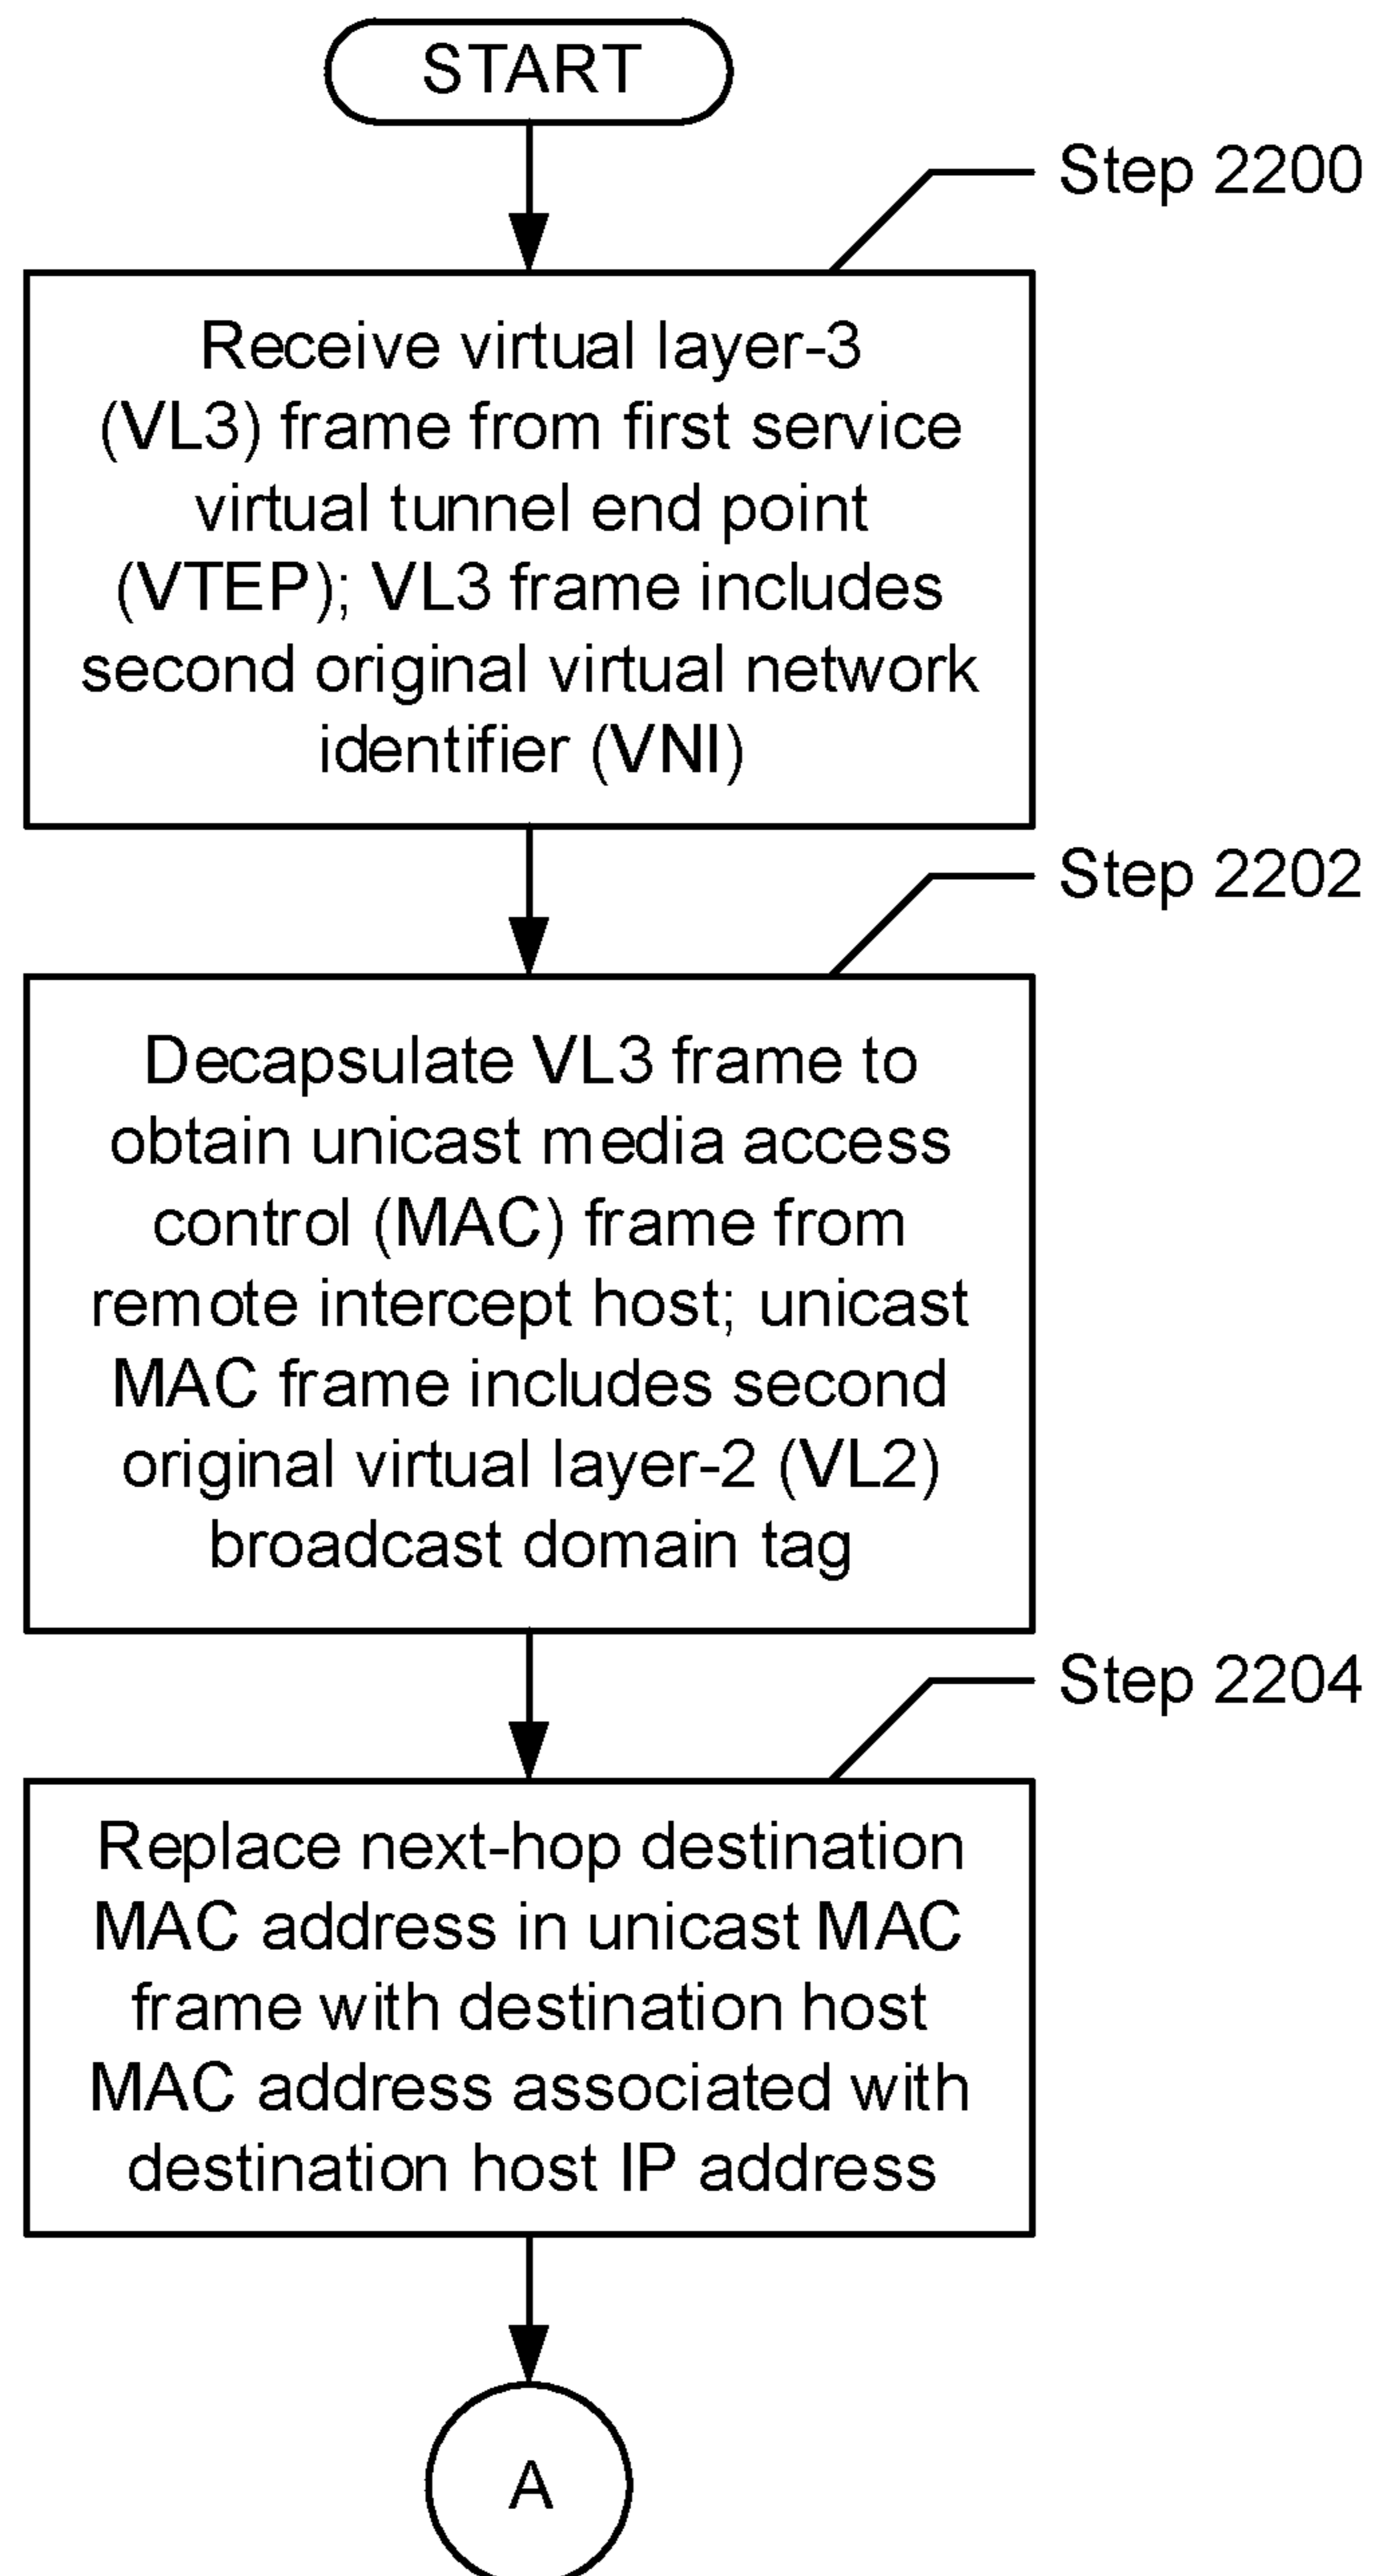 START
Step 2200
Receive virtual layer-3
(VL3) frame from first service
virtual tunnel end point
(VTEP); VL3 frame includes
second original virtual network
identifier (VNI)
Step 2202
Decapsulate VL3 frame to
obtain unicast media access
control (MAC) frame from
remote intercept host; unicast
MAC frame includes second
original virtual layer-2 (VL2)
broadcast domain tag
Step 2204
Replace next-hop destination
MAC address in unicast MAC
frame with destination host
MAC address associated with
destination host IP address
A